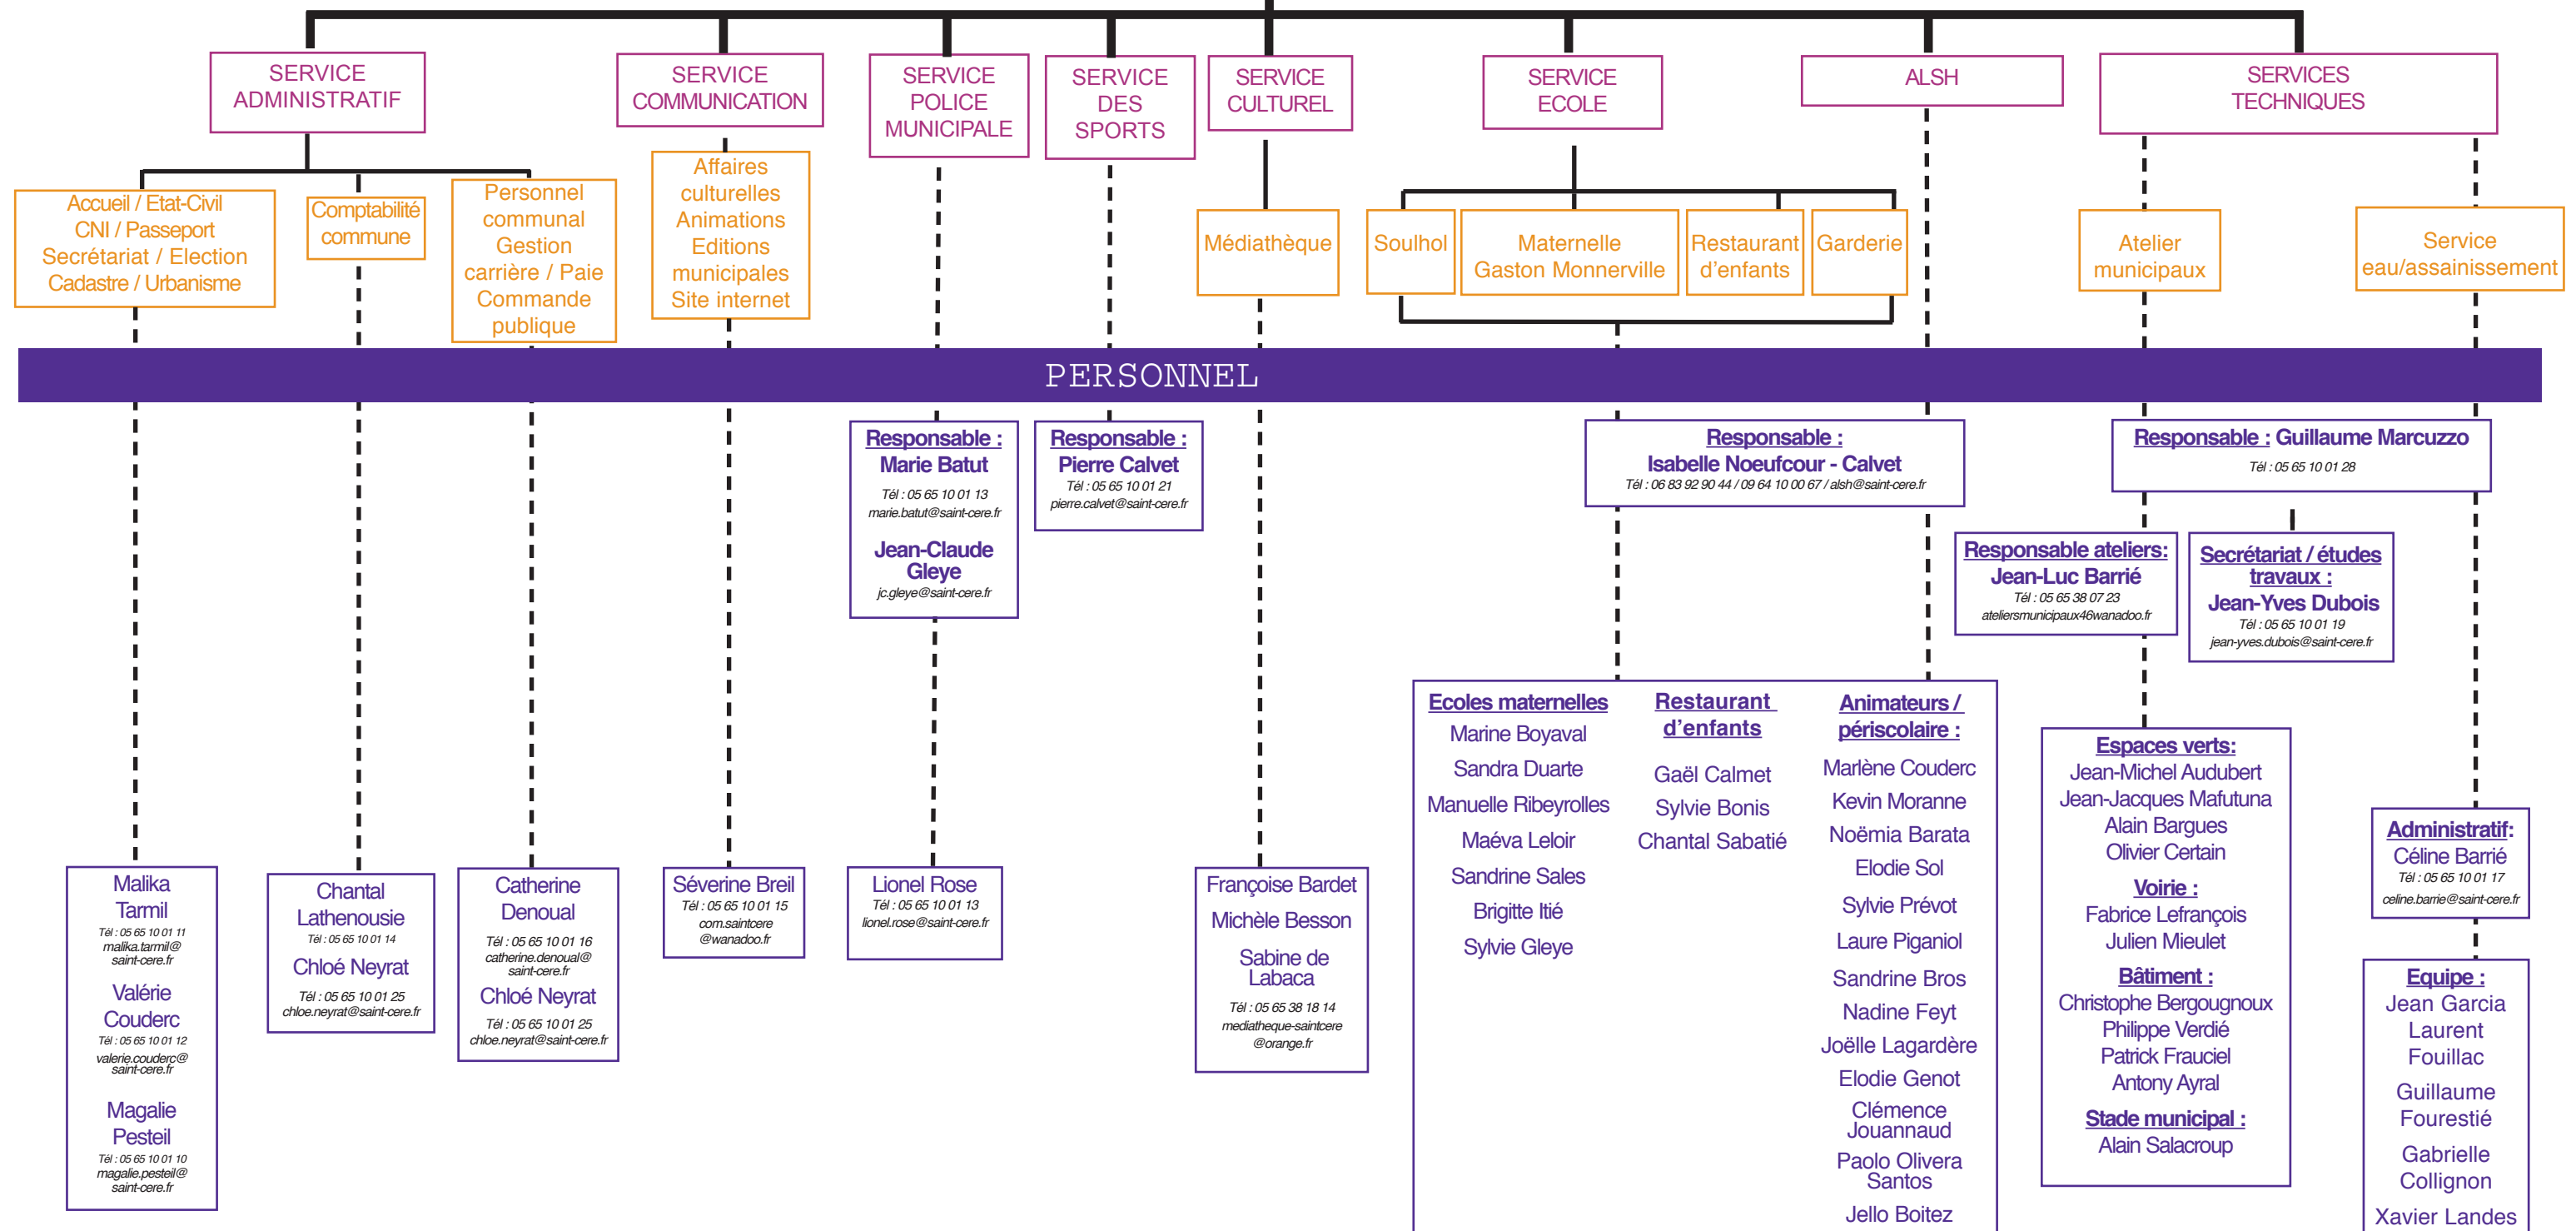 SERVICE
ADMINISTRATIF
SERVICE
COMMUNICATION
SERVICE
POLICE
MUNICIPALE
SERVICE
DES
SPORTS
SERVICE
CULTUREL
SERVICE
ECOLE
ALSH
SERVICES
TECHNIQUES
Accueil / Etat-Civil
CNI / Passeport
Secrétariat / Election
Cadastre / Urbanisme
Comptabilité
commune
Personnel
communal
Gestion
carrière / Paie
Commande
publique
Affaires
culturelles
Animations
Editions
municipales
Site internet
Médiathèque
Soulhol
Maternelle
Gaston Monnerville
Restaurant
d'enfants
Garderie
Atelier
municipaux
Service
eau/assainissement
PERSONNEL
Responsable :
Marie Batut
Tél : 05 65 10 01 13
marie.batut@saint-cere.fr
Jean-Claude
Gleye
jc.gleye@saint-cere.fr
Responsable :
Pierre Calvet
Tél : 05 65 10 01 21
pierre.calvet@saint-cere.fr
Responsable :
Isabelle Noeufcour - Calvet
Tél : 06 83 92 90 44 / 09 64 10 00 67 / alsh@saint-cere.fr
Responsable : Guillaume Marcuzzo
Tél : 05 65 10 01 28
Responsable ateliers:
Jean-Luc Barrié
Tél : 05 65 38 07 23
ateliersmunicipaux46wanadoo.fr
Secrétariat / études
travaux :
Jean-Yves Dubois
Tél : 05 65 10 01 19
jean-yves.dubois@saint-cere.fr
Malika
Tarmil
Tél : 05 65 10 01 11
malika.tarmil@
saint-cere.fr
Valérie
Couderc
Tél : 05 65 10 01 12
valerie.couderc@
saint-cere.fr
Magalie
Pesteil
Tél : 05 65 10 01 10
magalie.pesteil@
saint-cere.fr
Chantal
Lathenousie
Tél : 05 65 10 01 14
Chloé Neyrat
Tél : 05 65 10 01 25
chloe.neyrat@saint-cere.fr
Catherine
Denoual
Tél : 05 65 10 01 16
catherine.denoual@
saint-cere.fr
Chloé Neyrat
Tél : 05 65 10 01 25
chloe.neyrat@saint-cere.fr
Séverine Breil
Tél : 05 65 10 01 15
com.saintcere
@wanadoo.fr
Lionel Rose
Tél : 05 65 10 01 13
lionel.rose@saint-cere.fr
Françoise Bardet
Michèle Besson
Sabine de
Labaca
Tél : 05 65 38 18 14
mediatheque-saintcere
@orange.fr
Ecoles maternelles
Marine Boyaval
Sandra Duarte
Manuelle Ribeyrolles
Maéva Leloir
Sandrine Sales
Brigitte Itié
Sylvie Gleye
Restaurant
d'enfants
Gaël Calmet
Sylvie Bonis
Chantal Sabatié
Animateurs /
périscolaire :
Marlène Couderc
Kevin Moranne
Noëmia Barata
Elodie Sol
Sylvie Prévot
Laure Piganiol
Sandrine Bros
Nadine Feyt
Joëlle Lagardère
Elodie Genot
Clémence
Jouannaud
Paolo Olivera
Santos
Jello Boitez
Espaces verts:
Jean-Michel Audubert
Jean-Jacques Mafutuna
Alain Bargues
Olivier Certain
Voirie :
Fabrice Lefrançois
Julien Mieulet
Bâtiment :
Christophe Bergougnoux
Philippe Verdié
Patrick Frauciel
Antony Ayral
Stade municipal :
Alain Salacroup
Administratif:
Céline Barrié
Tél : 05 65 10 01 17
celine.barrie@saint-cere.fr
Equipe :
Jean Garcia
Laurent
Fouillac
Guillaume
Fourestié
Gabrielle
Collignon
Xavier Landes